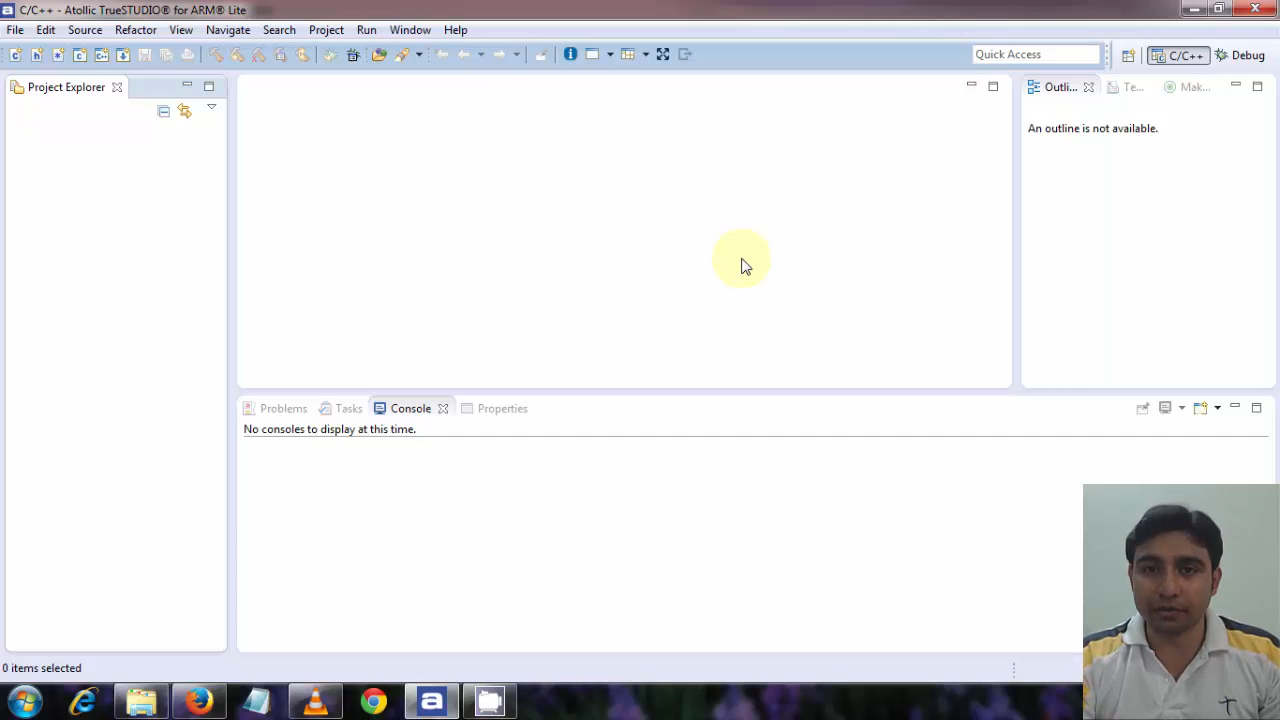 C/C++ - Atollic TrueSTUDIO® for ARM® Lite
File Edit Source Refactor View Navigate Search Project Run Window Help
Quick Access
C/C++
Debug
Project Explorer
Outli...
Te...
Mak...
An outline is not available.
Problems
Tasks
Console
Properties
No consoles to display at this time.
0 items selected